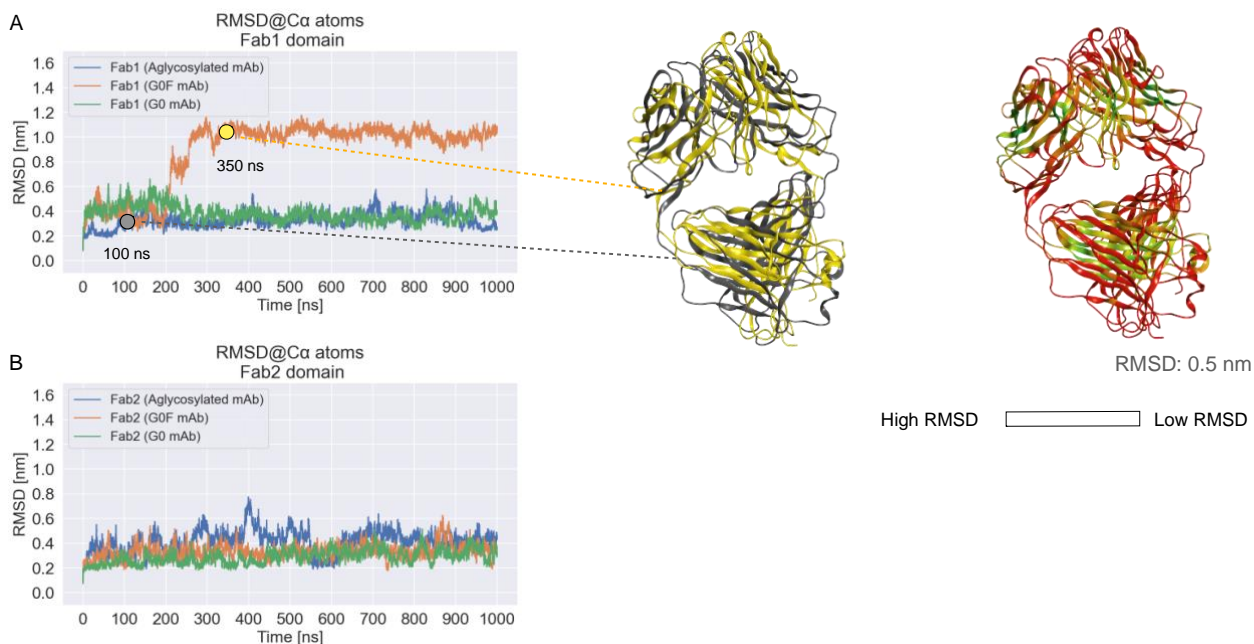 A
RMSD@Cα atoms
Fab1 domain
Fab1 (Aglycosylated mAb)
Fab1 (G0F mAb)
Fab1 (G0 mAb)
RMSD [nm]
1.6
1.4
1.2
1.0
0.8
0.6
0.4
0.2
0.0
350 ns
100 ns
0 100 200 300 400 500 600 700 800 900 1000
Time [ns]
RMSD: 0.5 nm
High RMSD Low RMSD
B
RMSD@Cα atoms
Fab2 domain
Fab2 (Aglycosylated mAb)
Fab2 (G0F mAb)
Fab2 (G0 mAb)
RMSD [nm]
1.6
1.4
1.2
1.0
0.8
0.6
0.4
0.2
0.0
0 100 200 300 400 500 600 700 800 900 1000
Time [ns]